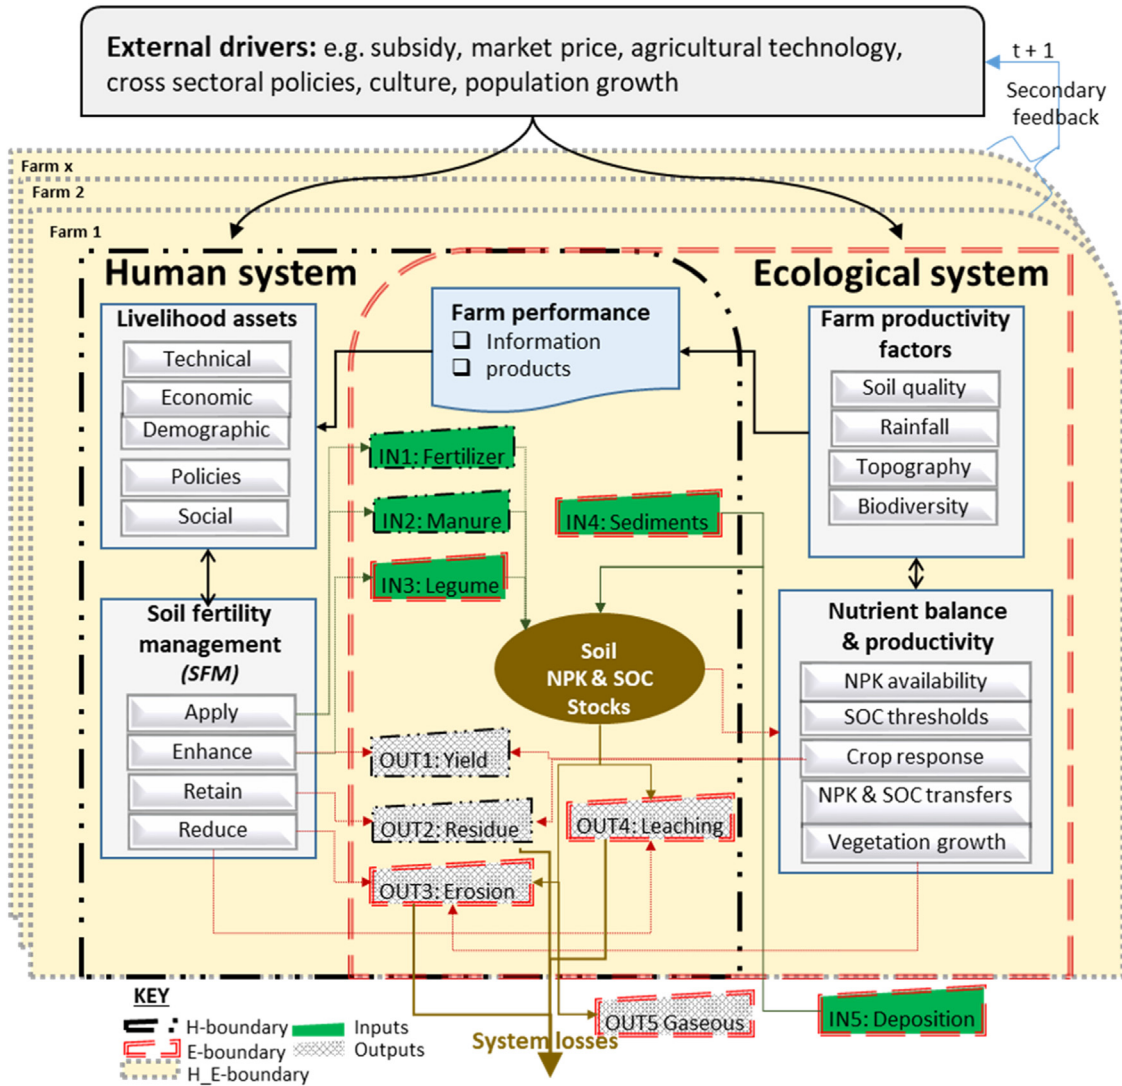 External drivers: e.g. subsidy, market price, agricultural technology,
cross sectoral policies, culture, population growth
t + 1
Secondary
feedback
Farm x
Farm 2
Farm 1
Human system
Ecological system
Livelihood assets
Technical
Economic
Demographic
Policies
Social
Farm performance
Information
products
Farm productivity
factors
Soil quality
Rainfall
Topography
Biodiversity
IN1: Fertilizer
IN2: Manure
IN3: Legume
IN4: Sediments
Soil fertility
management
(SFM)
Apply
Enhance
Retain
Reduce
Soil
NPK & SOC
Stocks
Nutrient balance
& productivity
NPK availability
SOC thresholds
Crop response
NPK & SOC transfers
Vegetation growth
OUT1: Yield
OUT2: Residue
OUT3: Erosion
OUT4: Leaching
OUT5 Gaseous
IN5: Deposition
System losses
KEY
H-boundary
E-boundary
H_E-boundary
Inputs
Outputs